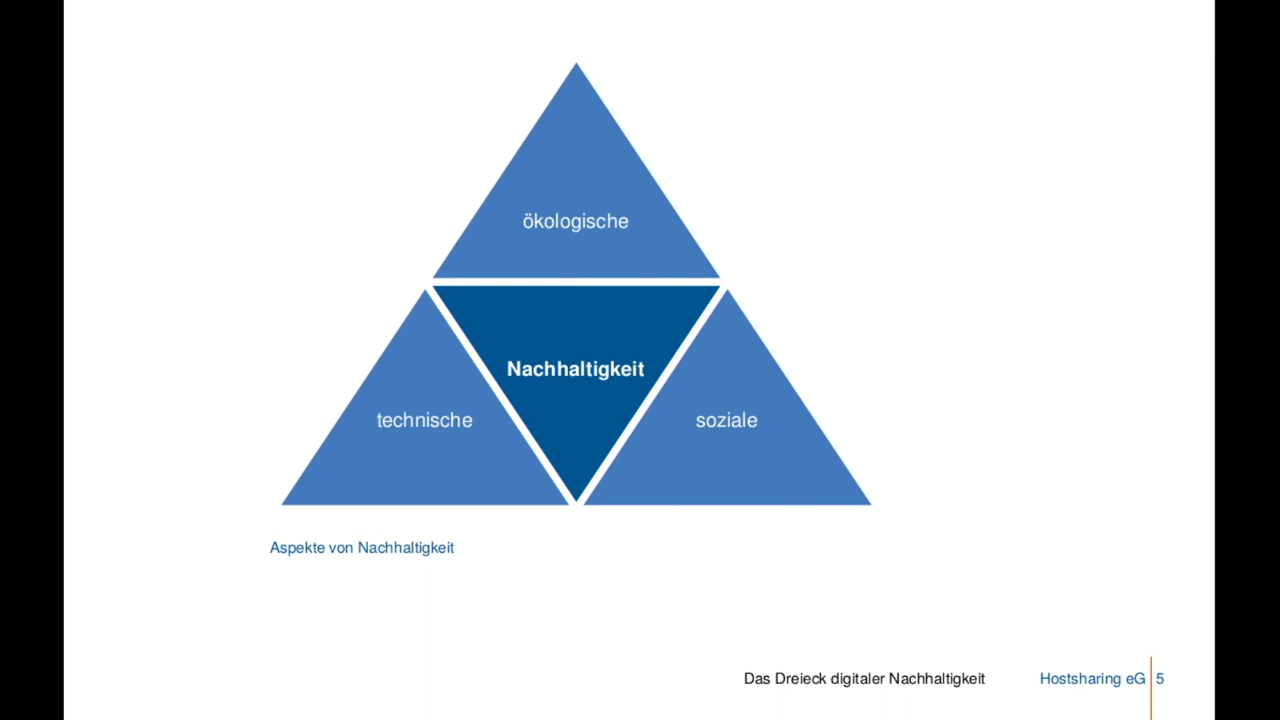 ökologische
Nachhaltigkeit
technische
soziale
Aspekte von Nachhaltigkeit
Das Dreieck digitaler Nachhaltigkeit
Hostsharing eG 5